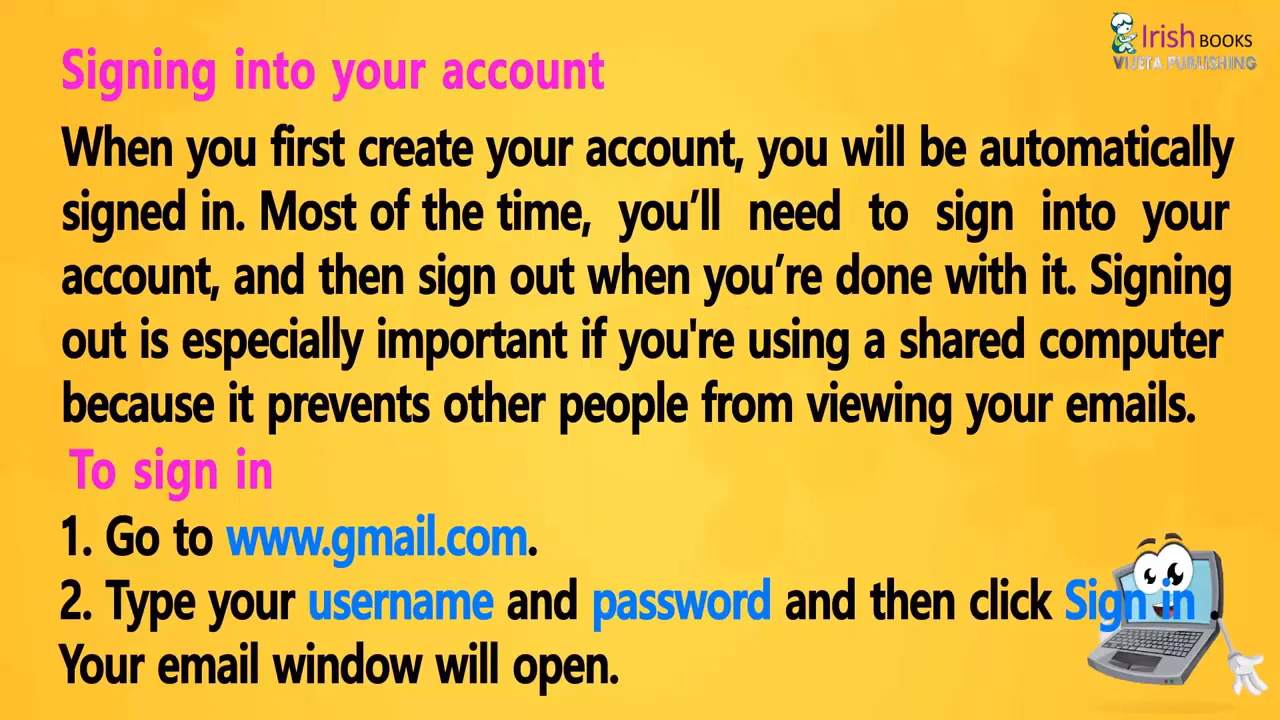 Irish BOOKS
VIJETA PUBLISHING
Signing into your account
When you first create your account, you will be automatically
signed in. Most of the time, you’ll need to sign into your
account, and then sign out when you’re done with it. Signing
out is especially important if you're using a shared computer
because it prevents other people from viewing your emails.
To sign in
1. Go to www.gmail.com.
2. Type your username and password and then click Sign in .
Your email window will open.